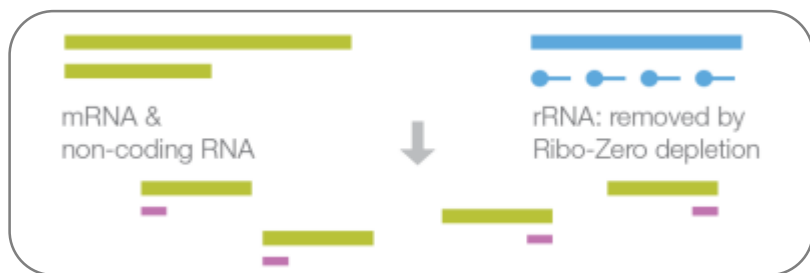 mRNA &
non-coding RNA
rRNA: removed by
Ribo-Zero depletion